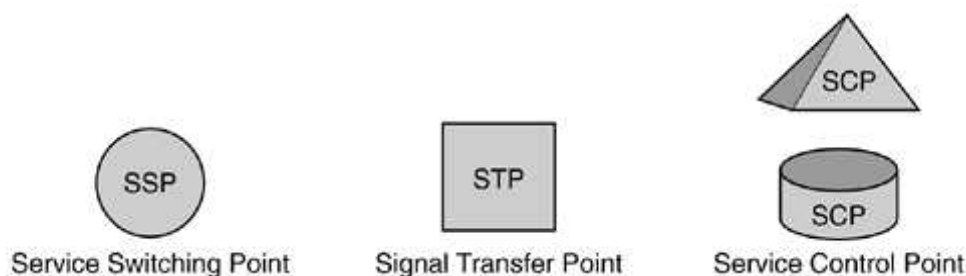 SSP
Service Switching Point
STP
Signal Transfer Point
SCP
SCP
Service Control Point